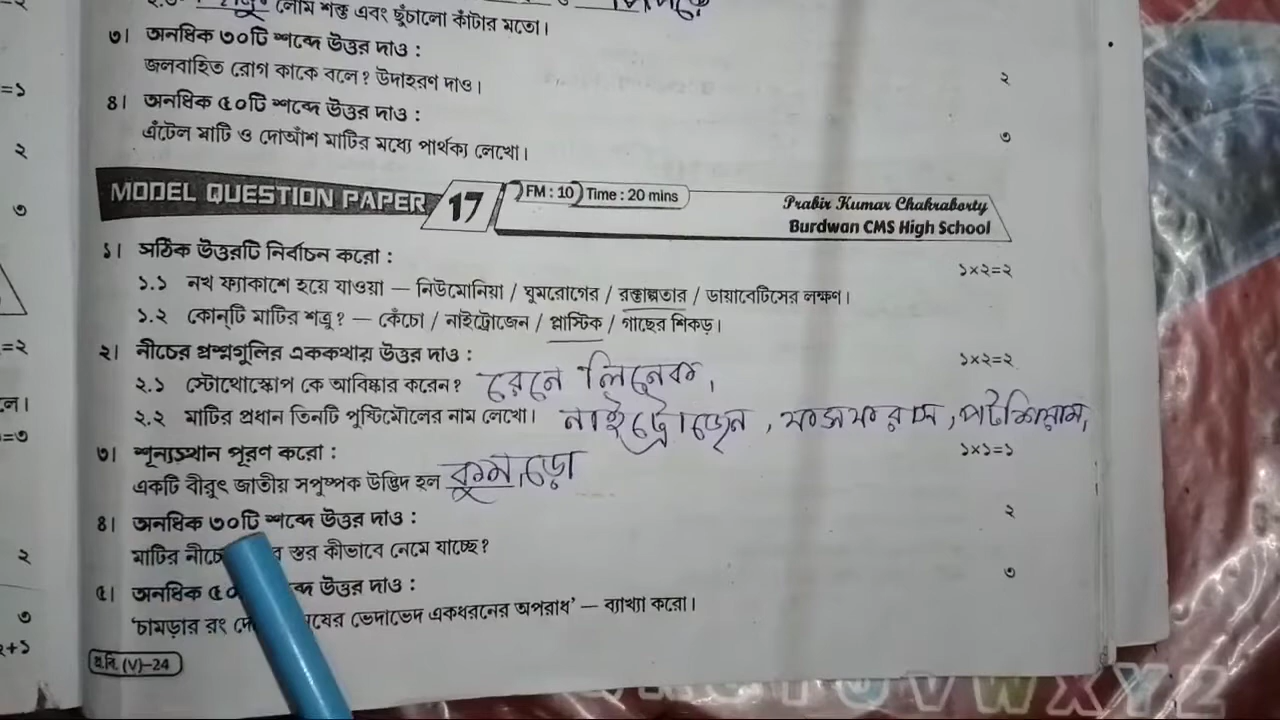 লোম শক্ত এবং ছুঁচালো কাঁটার মতো।
=১
৩। অনধিক ৩০টি শব্দে উত্তর দাও :
জলবাহিত রোগ কাকে বলে? উদাহরণ দাও। ২
২
৪। অনধিক ৫০টি শব্দে উত্তর দাও :
এঁটেল মাটি ও দোআঁশ মাটির মধ্যে পার্থক্য লেখো। ৩
৩
MODEL QUESTION PAPER 17 FM : 10 Time : 20 mins Prabir Kumar Chakraborty
Burdwan CMS High School
১। সঠিক উত্তরটি নির্বাচন করো : ১×২=২
১.১ নখ ফ্যাকাশে হয়ে যাওয়া — নিউমোনিয়া / ঘুমরোগের / রক্তাল্পতার / ডায়াবেটিসের লক্ষণ।
১.২ কোন্‌টি মাটির শত্রু? — কেঁচো / নাইট্রোজেন / প্লাস্টিক / গাছের শিকড়।
=২
২। নীচের প্রশ্নগুলির এককথায় উত্তর দাও : ১×২=২
২.১ স্টেথোস্কোপ কে আবিষ্কার করেন? রেনে লিনেক,
২.২ মাটির প্রধান তিনটি পুষ্টিমৌলের নাম লেখো। নাইট্রোজেন, ফসফরাস, পটাশিয়াম,
=৩
৩। শূন্যস্থান পূরণ করো : ১×১=১
একটি বীরুৎ জাতীয় সপুষ্পক উদ্ভিদ হল কুমড়ো
৪। অনধিক ৩০টি শব্দে উত্তর দাও : ২
মাটির নীচে স্তর কীভাবে নেমে যাচ্ছে?
২
৫। অনধিক ৫০ শব্দে উত্তর দাও : ৩
'চামড়ার রং ভেদাভেদ একধরনের অপরাধ' — ব্যাখ্যা করো।
৩
২+১
(V)–24
V W X Y Z